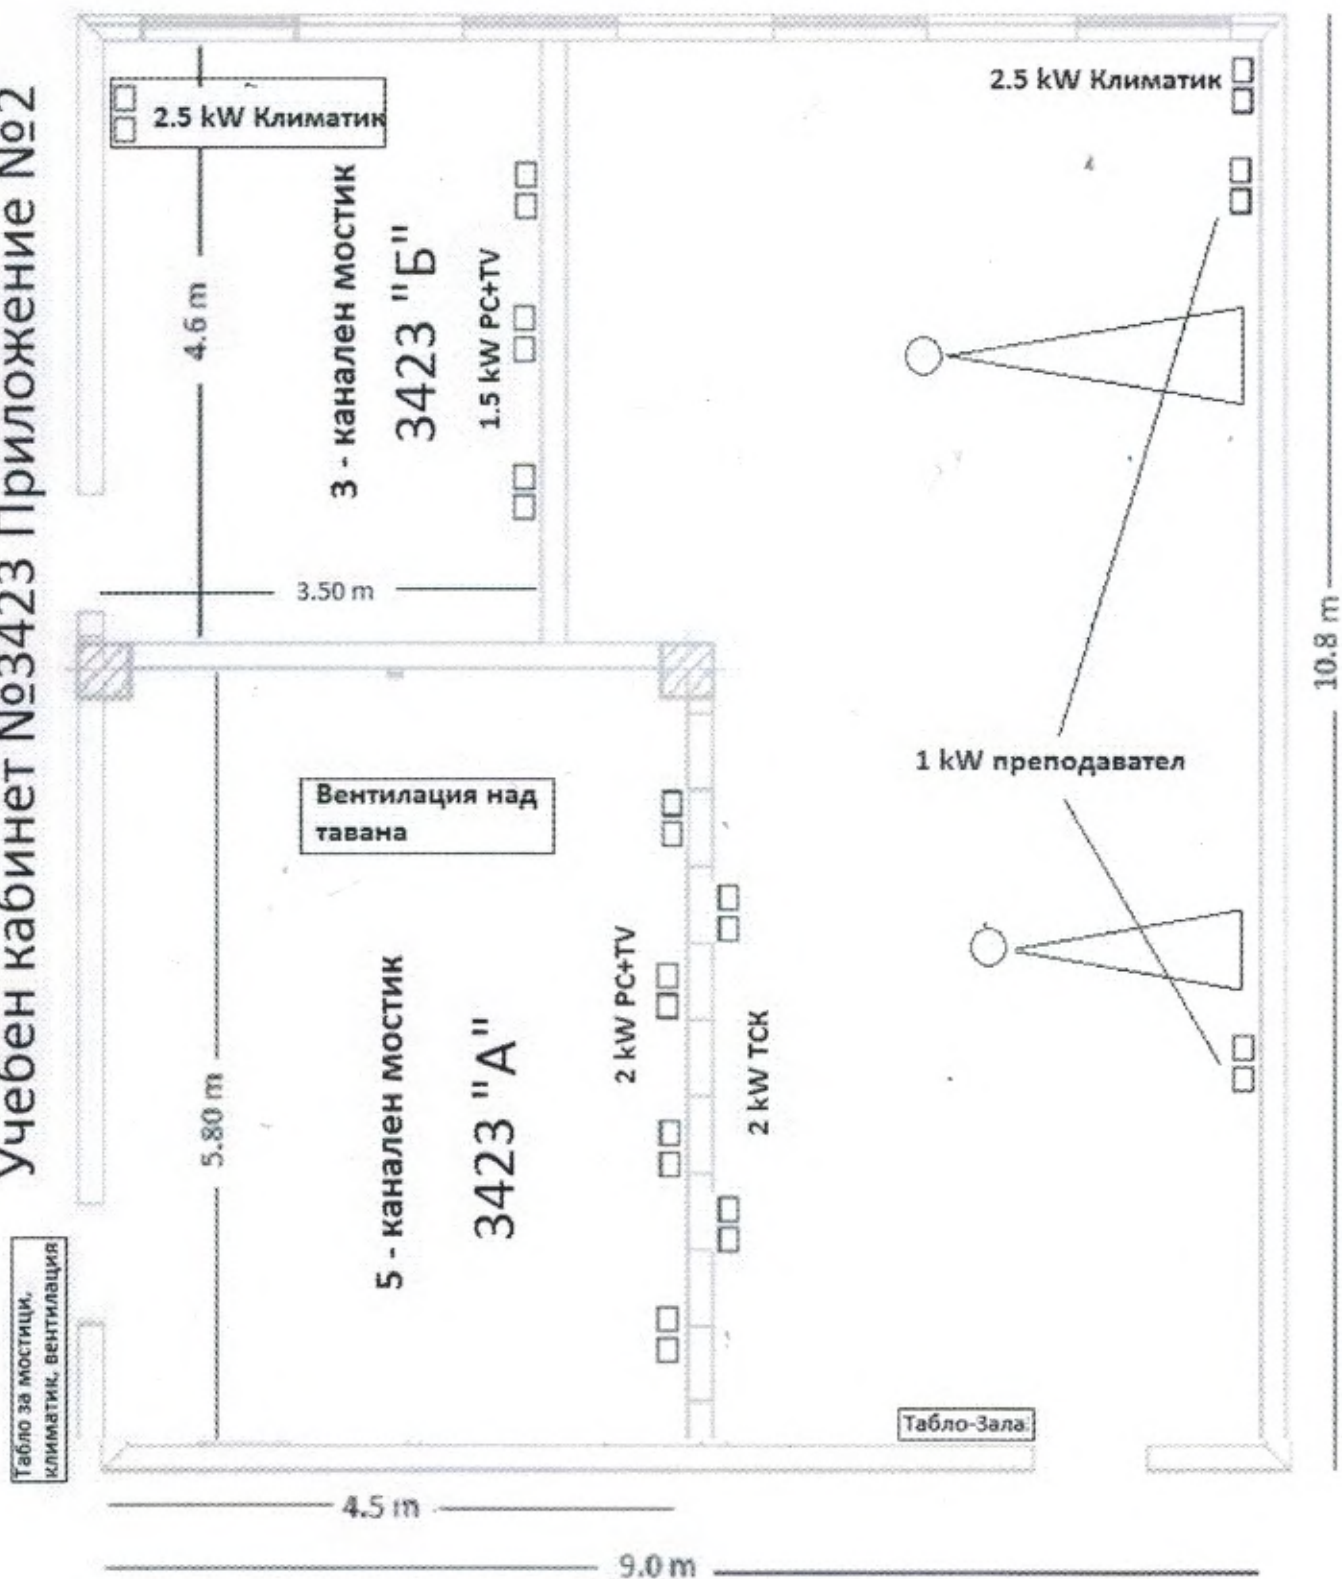 Учебен кабинет №3423 Приложение №2
2.5 kW Климатик
2.5 kW Климатик
4.6 m
3 - канален мостик
3423 "Б"
1.5 kW PC+TV
3.50 m
10.8 m
1 kW преподавател
Вентилация над
тавана
5.80 m
5 - канален мостик
3423 "А"
2 kW PC+TV
2 kW ТСК
Табло за мостици,
климатик, вентилация
Табло-Зала
4.5 m
9.0 m